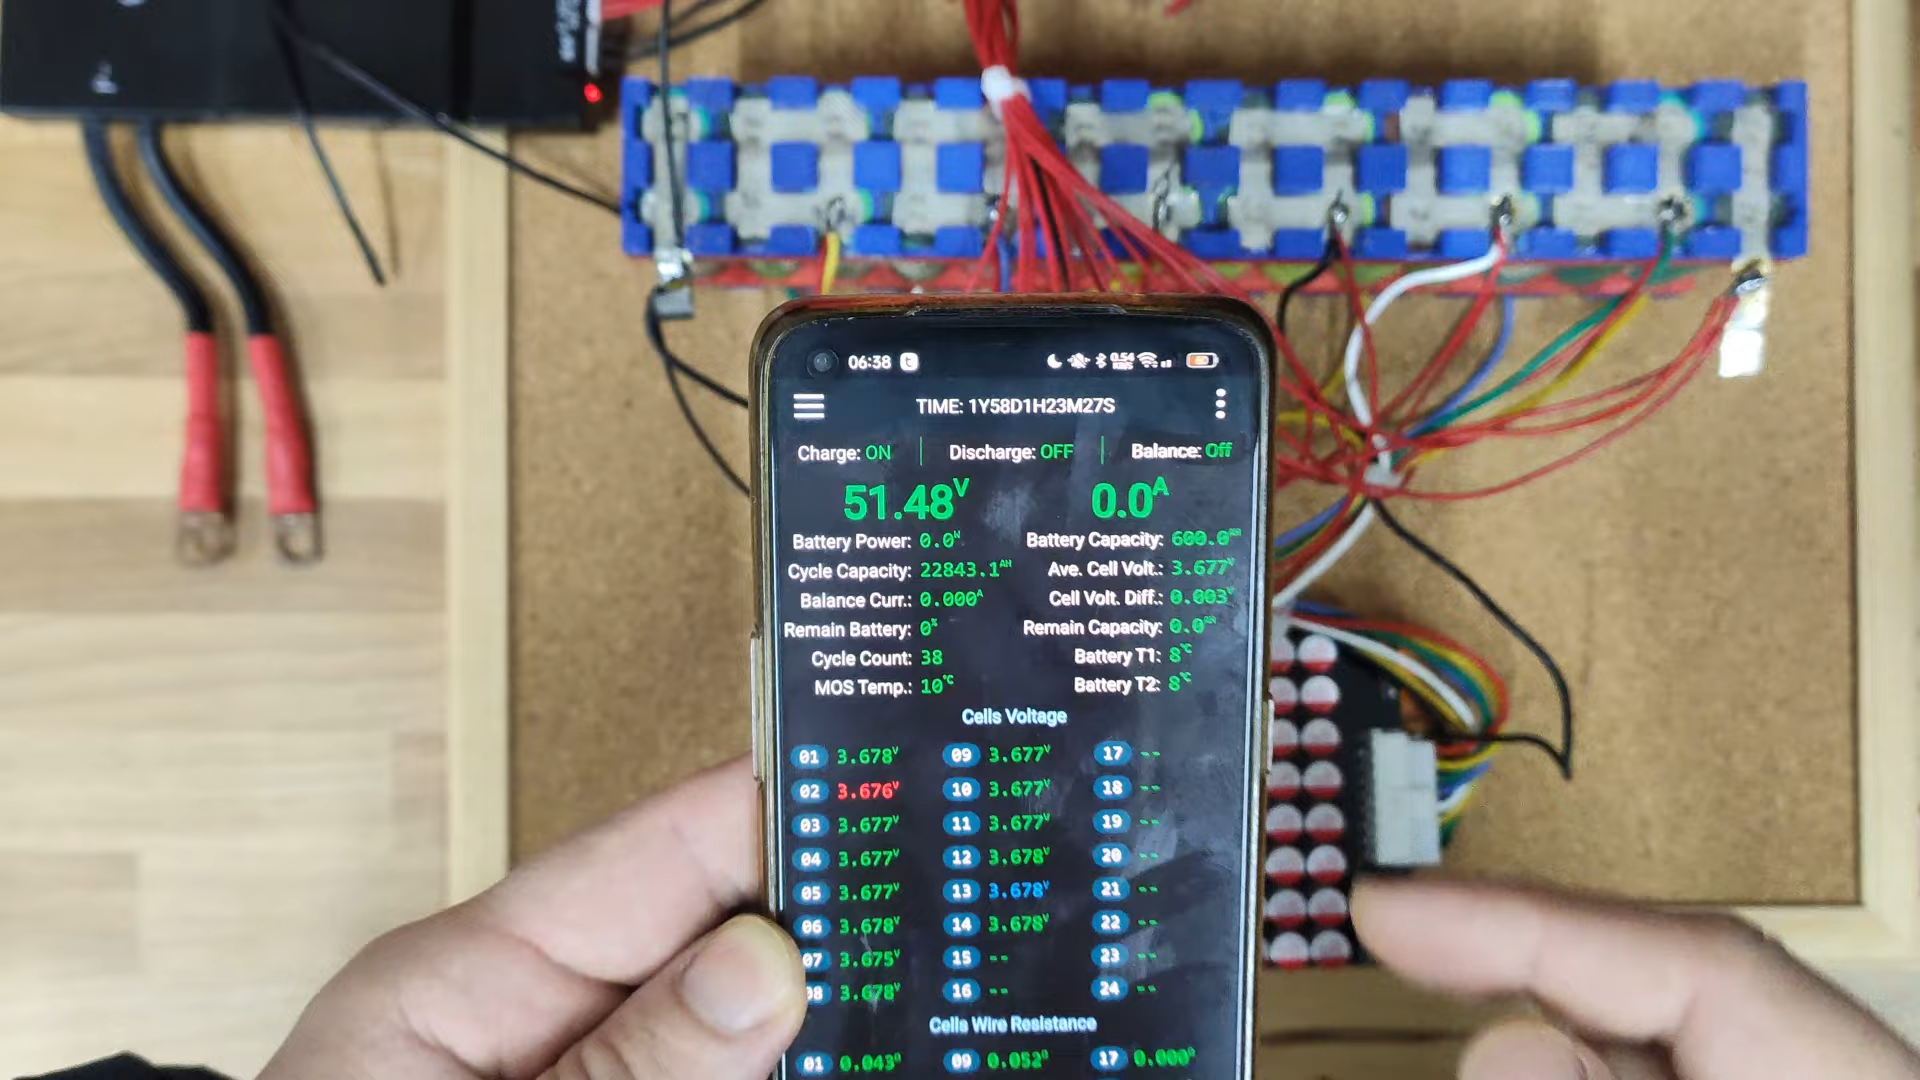 06:38
0.54
KB/S
TIME: 1Y58D1H23M27S
Charge: ON
Discharge: OFF
Balance: Off
51.48V
0.0A
Battery Power: 0.0W
Battery Capacity: 600.0AH
Cycle Capacity: 22843.1AH
Ave. Cell Volt.: 3.677V
Balance Curr.: 0.000A
Cell Volt. Diff.: 0.003V
Remain Battery: 0%
Remain Capacity: 0.0AH
Cycle Count: 38
Battery T1: 8℃
MOS Temp.: 10℃
Battery T2: 8℃
Cells Voltage
01 3.678V 09 3.677V 17 --
02 3.676V 10 3.677V 18 --
03 3.677V 11 3.677V 19 --
04 3.677V 12 3.678V 20 --
05 3.677V 13 3.678V 21 --
06 3.678V 14 3.678V 22 --
07 3.675V 15 -- 23 --
08 3.678V 16 -- 24 --
Cells Wire Resistance
01 0.043Ω 09 0.052Ω 17 0.000Ω